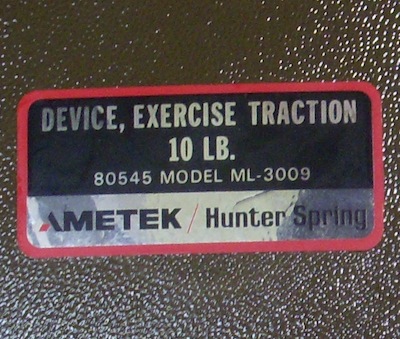 DEVICE, EXERCISE TRACTION
10 LB.
80545 MODEL ML-3009
AMETEK / Hunter Spring